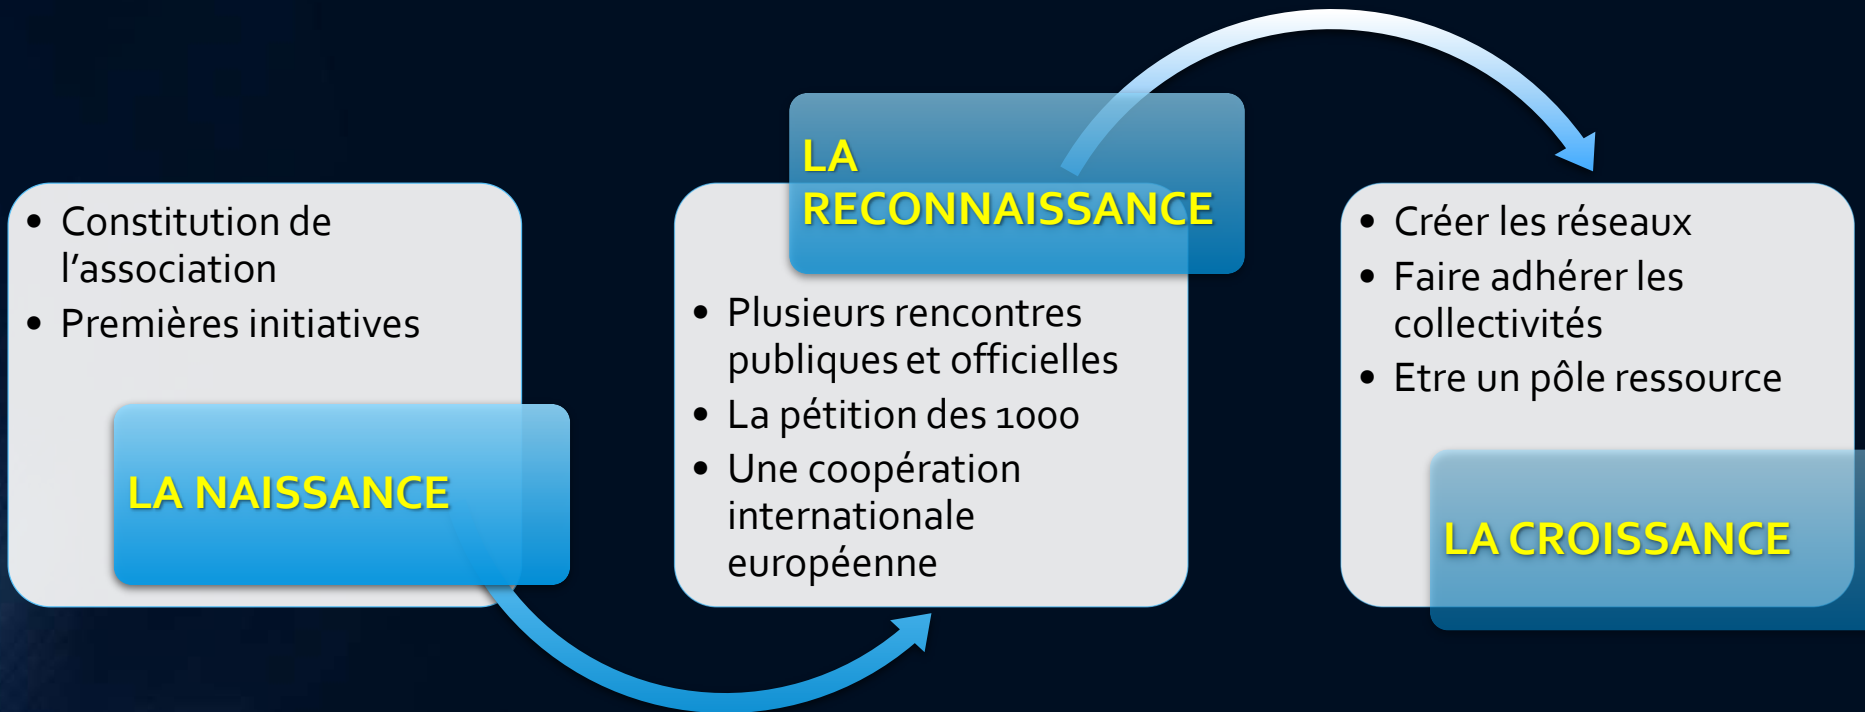 • Constitution de
l’association
• Premières initiatives
LA NAISSANCE
LA
RECONNAISSANCE
• Plusieurs rencontres
publiques et officielles
• La pétition des 1000
• Une coopération
internationale
européenne
• Créer les réseaux
• Faire adhérer les
collectivités
• Etre un pôle ressource
LA CROISSANCE